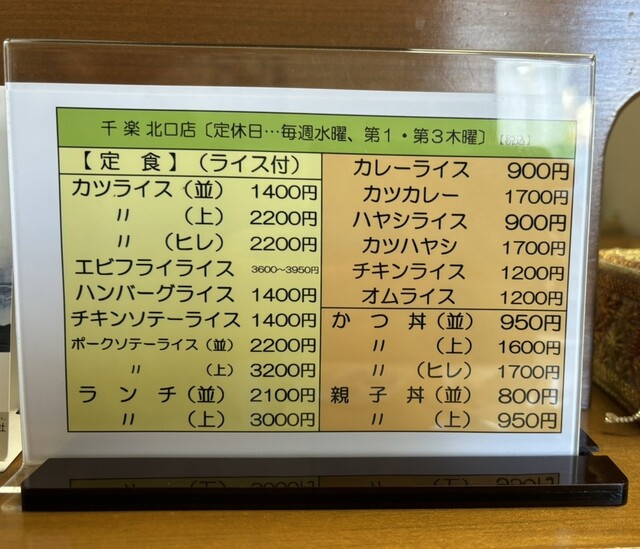 千楽 北口店〔定休日…毎週水曜、第1・第3木曜〕[税込]
【定食】(ライス付)
カツライス(並) 1400円
〃 (上) 2200円
〃 (ヒレ) 2200円
エビフライライス 3600～3950円
ハンバーグライス 1400円
チキンソテーライス 1400円
ポークソテーライス(並) 2200円
〃 (上) 3200円
ランチ(並) 2100円
〃 (上) 3000円
カレーライス 900円
カツカレー 1700円
ハヤシライス 900円
カツハヤシ 1700円
チキンライス 1200円
オムライス 1200円
かつ丼(並) 950円
〃 (上) 1600円
〃 (ヒレ) 1700円
親子丼(並) 800円
〃 (上) 950円
社